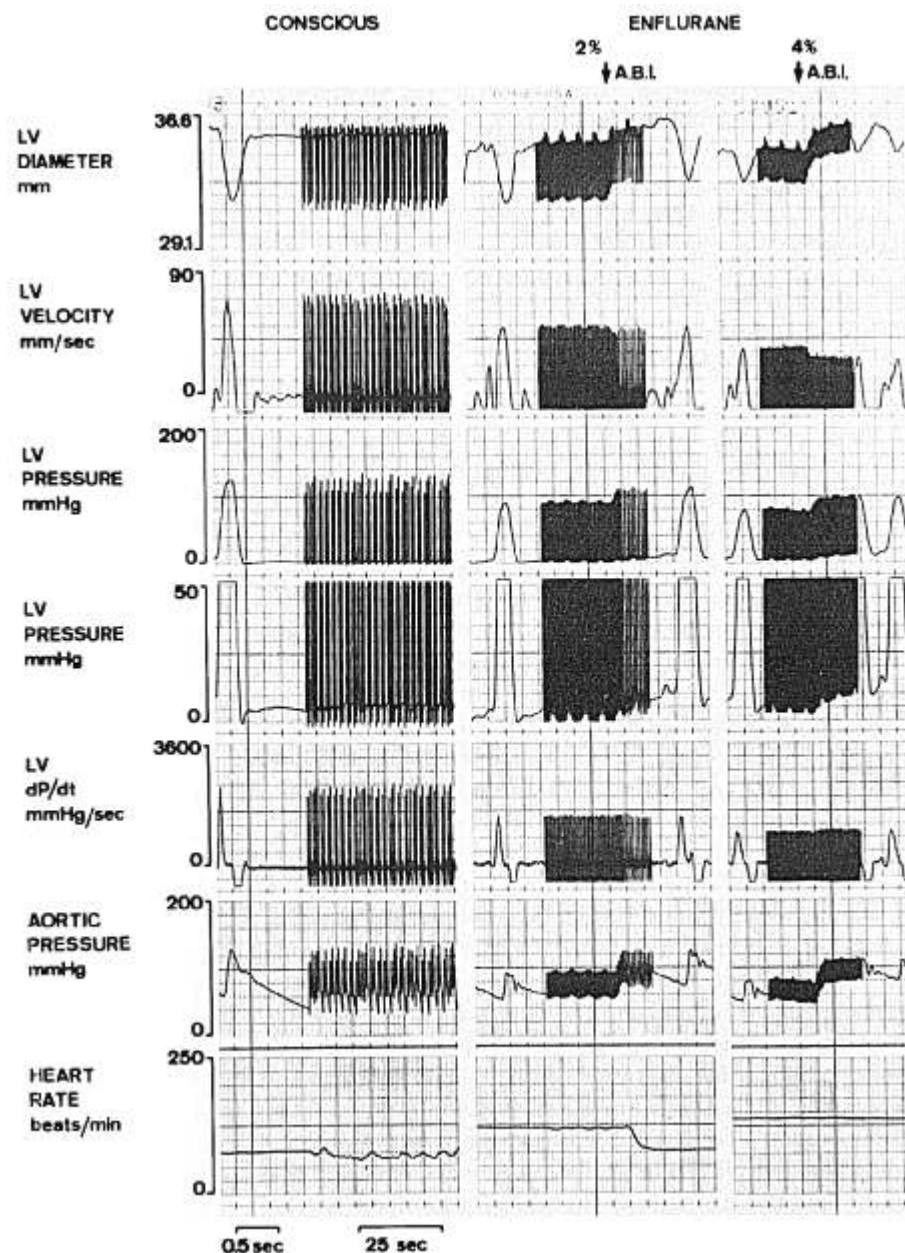 CONSCIOUS
ENFLURANE
2%
4%
A.B.I.
A.B.I.
LV
DIAMETER
mm
36.6
29.1
LV
VELOCITY
mm/sec
90
0
LV
PRESSURE
mmHg
200
0
LV
PRESSURE
mmHg
50
0
LV
dP/dt
mmHg/sec
3600
0
AORTIC
PRESSURE
mmHg
200
0
HEART
RATE
beats/min
250
0
0.5 sec
25 sec